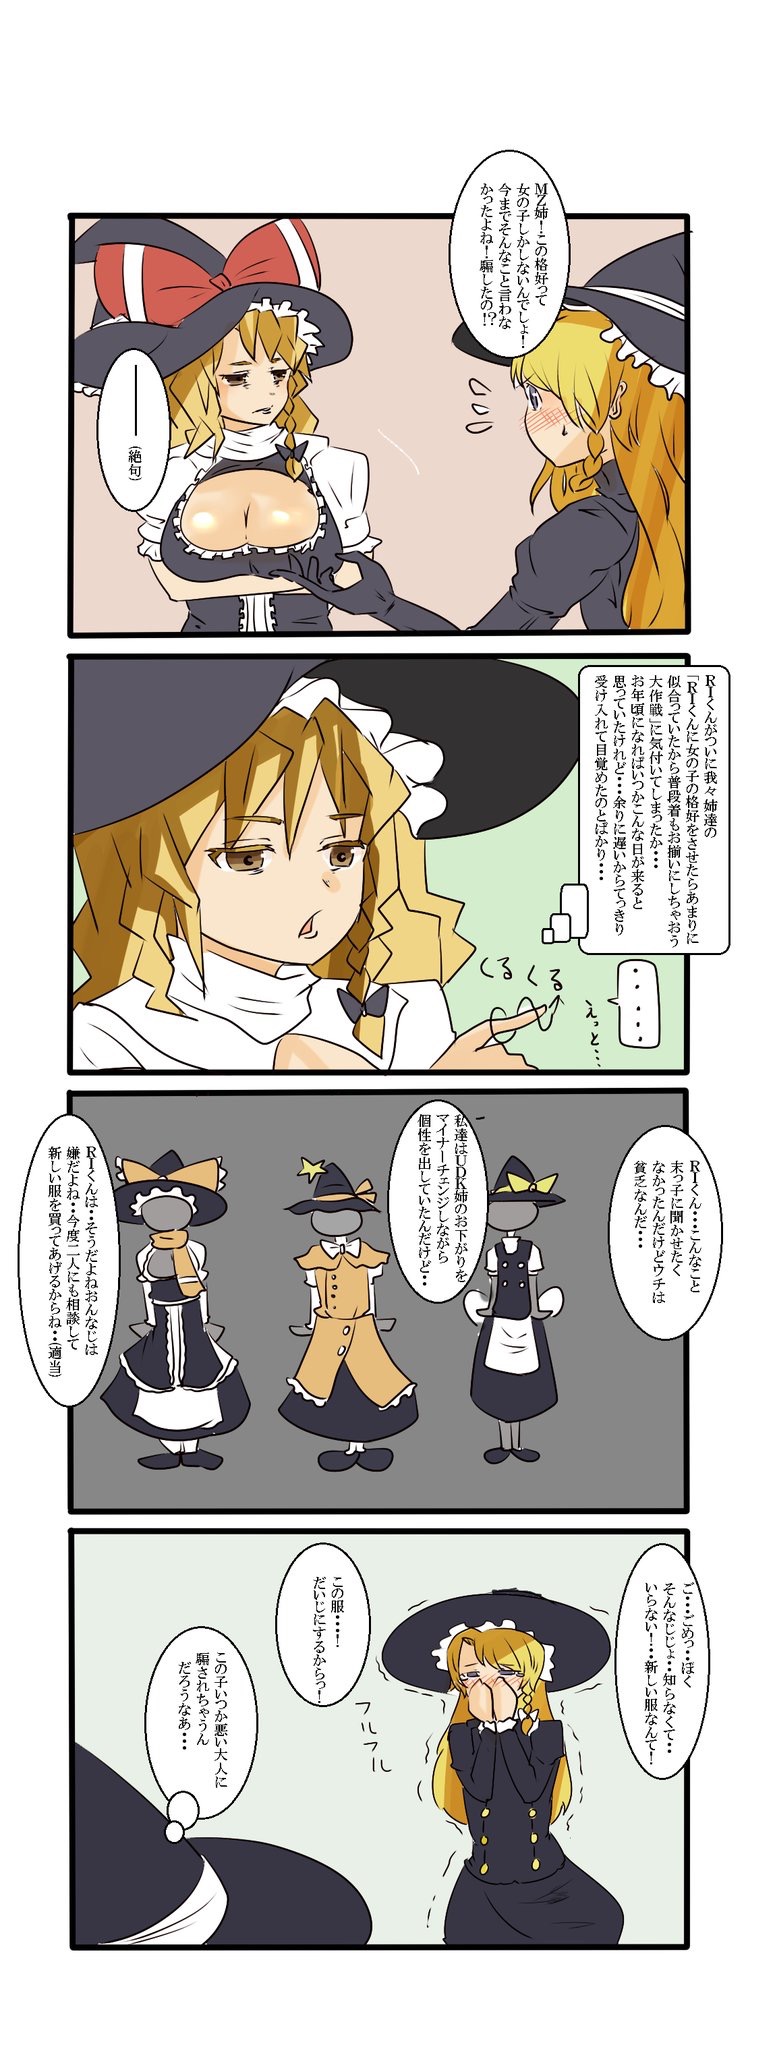 MZ姉！この格好って
女の子しかしないんでしょ！
今までそんなこと言わな
かったよね！騙したの!?
――――
(絶句)
RIくんがついに我々姉達の
「RIくんに女の子の格好をさせたらあまりに
似合っていたから普段着もお揃いにしちゃおう
大作戦」に気付いてしまったか・・・
お年頃になればいつかこんな日が来ると
思っていたけれど・・・余りに遅いからてっきり
受け入れて目覚めたのとばかり・・・
・・・・・
えっと・・・
くるくる
RIくん・・・こんなこと
末っ子に聞かせたく
なかったんだけどウチは
貧乏なんだ・・・
私達はUDK姉のお下がりを
マイナーチェンジしながら
個性を出していたんだけど・・
RIくんは・・そうだよねおんなじは
嫌だよね・・今度二人にも相談して
新しい服を買ってあげるからね・・(適当)
ご・・ごめっ・・ぼく
そんなじじょ・・知らなくて・・
いらない！・・新しい服なんて！
この服・・・！
だいじにするからっ！
フルフル
この子いつか悪い大人に
騙されちゃうん
だろうなあ・・・